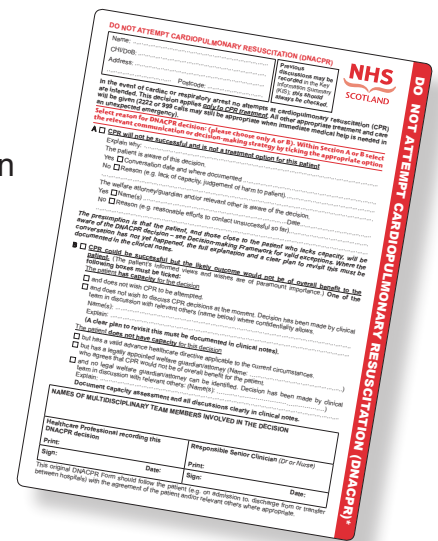 n
DO NOT ATTEMPT CARDIOPULMONARY RESUSCITATION (DNACPR)
Name:
CHI/DoB:
Address:
Postcode:
Previous
discussions may be
recorded in the Key
Information Summary
(KIS), this should
always be checked.
NHS
SCOTLAND
In the event of cardiac or respiratory arrest no attempts at cardiopulmonary resuscitation (CPR)
are intended. This decision applies only to CPR treatment. All other appropriate treatment and care
will be given (2222 or 999 calls may still be appropriate when immediate medical help is needed in
an unexpected emergency).
Select reason for DNACPR decision: (please choose only A or B). Within Section A or B select
the relevant communication or decision-making strategy by ticking the appropriate option
A CPR will not be successful and is not a treatment option for this patient
Explain why:
The patient is aware of this decision.
Yes Conversation date and where documented
No Reason (e.g. lack of capacity, judgement of harm to patient)
The welfare attorney/guardian and/or relevant other is aware of the decision.
Yes Name(s) Date
No Reason (e.g. reasonable efforts to contact unsuccessful so far)
The presumption is that the patient, and those close to the patient who lacks capacity, will be
aware of the DNACPR decision – see Decision-making Framework for valid exceptions. Where the
conversation has not yet happened, the full explanation and a clear plan to revisit this must be
documented in the clinical notes.
B CPR could be successful but the likely outcome would not be of overall benefit to the
patient. (The patient's informed views and wishes are of paramount importance.) One of the
following boxes must be ticked:
The patient has capacity for the decision
and does not wish CPR to be attempted.
and does not wish to discuss CPR decisions at the moment. Decision has been made by clinical
team in discussion with relevant others (name below) where confidentiality allows.
Name(s):
Explain:
(A clear plan to revisit this must be documented in clinical notes).
The patient does not have capacity for this decision
but has a valid advance healthcare directive applicable to the current circumstances.
but has a legally appointed welfare guardian/attorney (Name: )
who agrees that CPR would not be of overall benefit for the patient.
and no legal welfare guardian/attorney can be identified. Decision has been made by clinical
team in discussion with relevant others: (Name(s): )
Explain:
Document capacity assessment and all discussions clearly in clinical notes.
NAMES OF MULTIDISCIPLINARY TEAM MEMBERS INVOLVED IN THE DECISION
Healthcare Professional recording this
DNACPR decision
Print:
Sign: Date:
Responsible Senior Clinician (Dr or Nurse)
Print:
Sign: Date:
This original DNACPR Form should follow the patient (e.g. on admission to, discharge from or transfer
between hospitals) with the agreement of the patient and/or relevant others where appropriate.
DO NOT ATTEMPT CARDIOPULMONARY RESUSCITATION (DNACPR)*